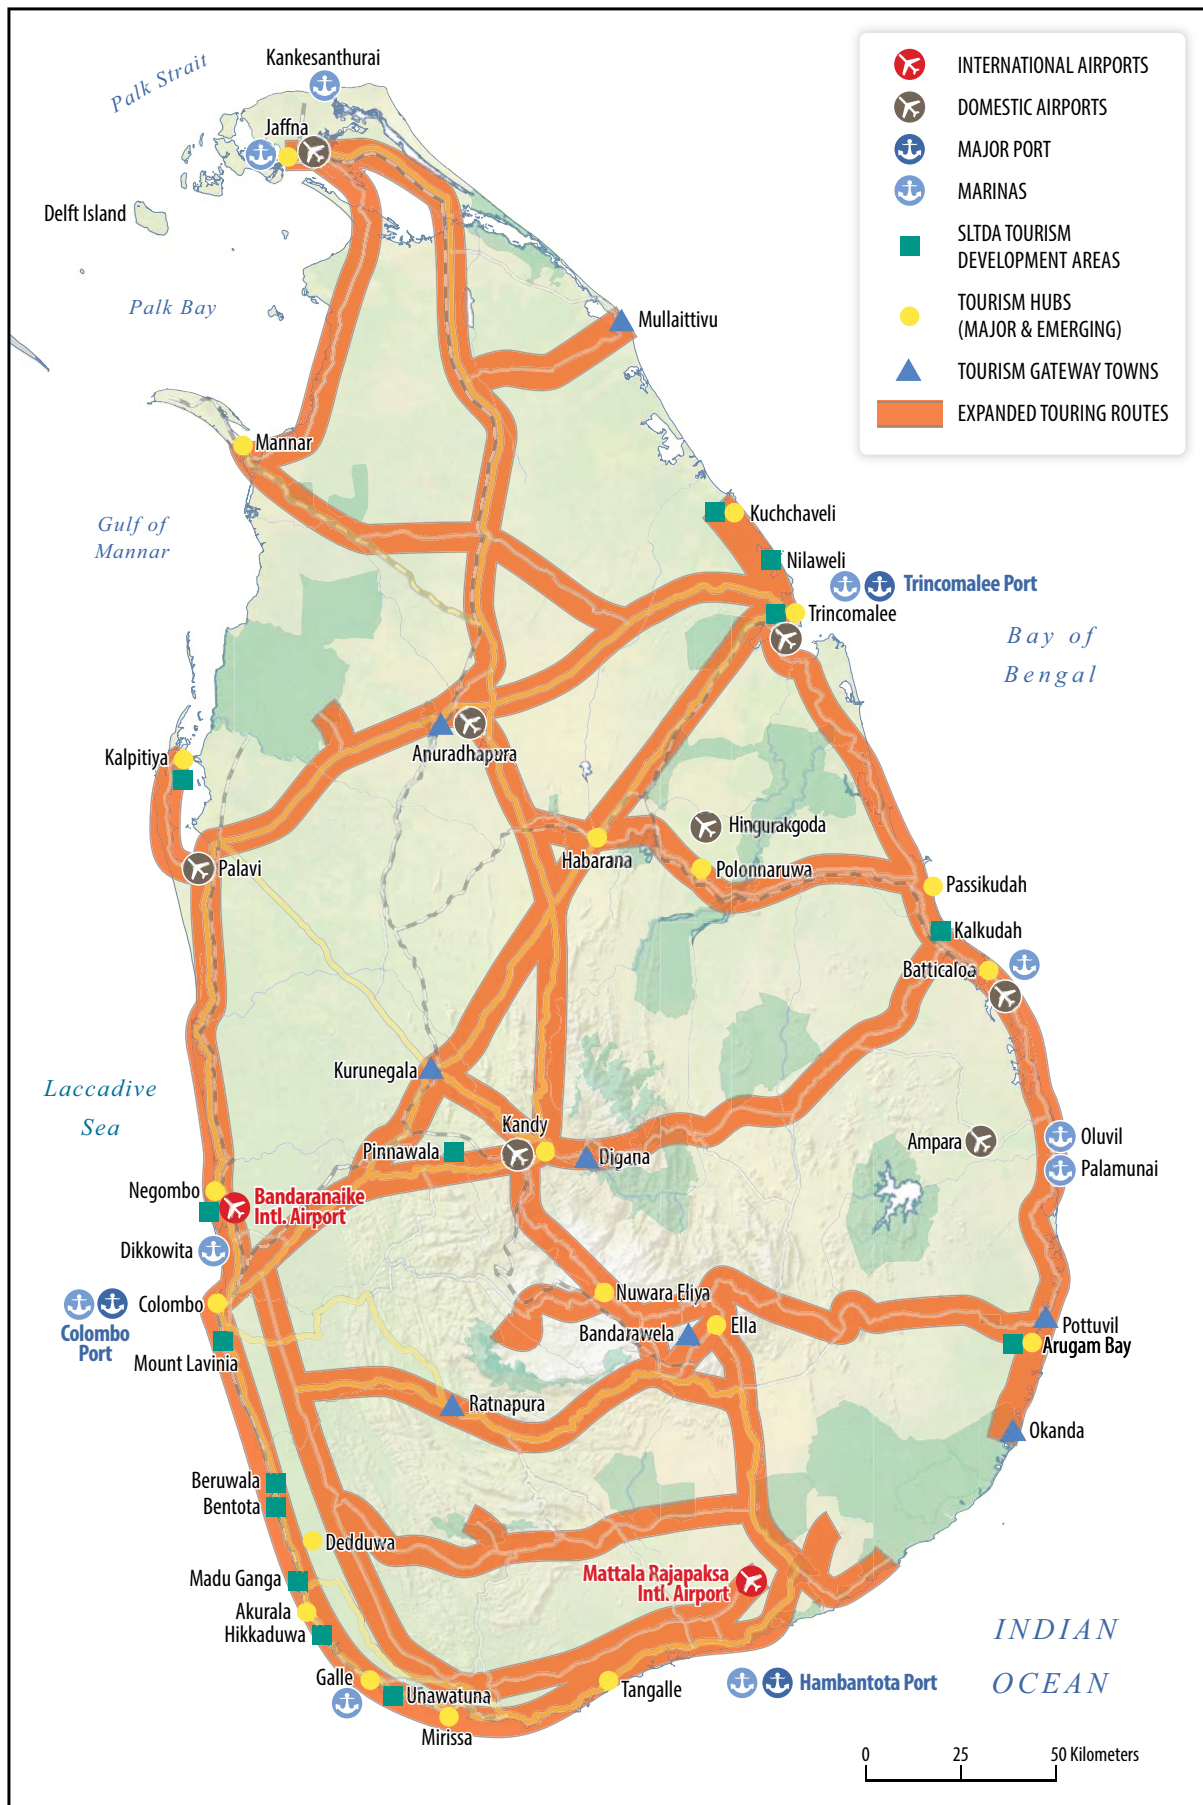 Kankesanthurai
Palk Strait
Jaffna
Delft Island
Palk Bay
Mullaittivu
INTERNATIONAL AIRPORTS
DOMESTIC AIRPORTS
MAJOR PORT
MARINAS
SLTDA TOURISM
DEVELOPMENT AREAS
TOURISM HUBS
(MAJOR & EMERGING)
TOURISM GATEWAY TOWNS
EXPANDED TOURING ROUTES
Mannar
Gulf of
Mannar
Kuchchaveli
Nilaweli
Trincomalee Port
Trincomalee
Bay of
Bengal
Kalpitiya
Anuradhapura
Palavi
Habarana
Hingurakgoda
Polonnaruwa
Passikudah
Kalkudah
Batticaloa
Laccadive
Sea
Kurunegala
Kandy
Pinnawala
Digana
Ampara
Oluvil
Palamunai
Negombo
Bandaranaike
Intl. Airport
Dikkowita
Colombo
Colombo
Port
Mount Lavinia
Nuwara Eliya
Bandarawela
Ella
Pottuvil
Arugam Bay
Ratnapura
Okanda
Beruwala
Bentota
Dedduwa
Madu Ganga
Akurala
Hikkaduwa
Mattala Rajapaksa
Intl. Airport
Galle
Unawatuna
Mirissa
Tangalle
Hambantota Port
INDIAN
OCEAN
0 25 50 Kilometers